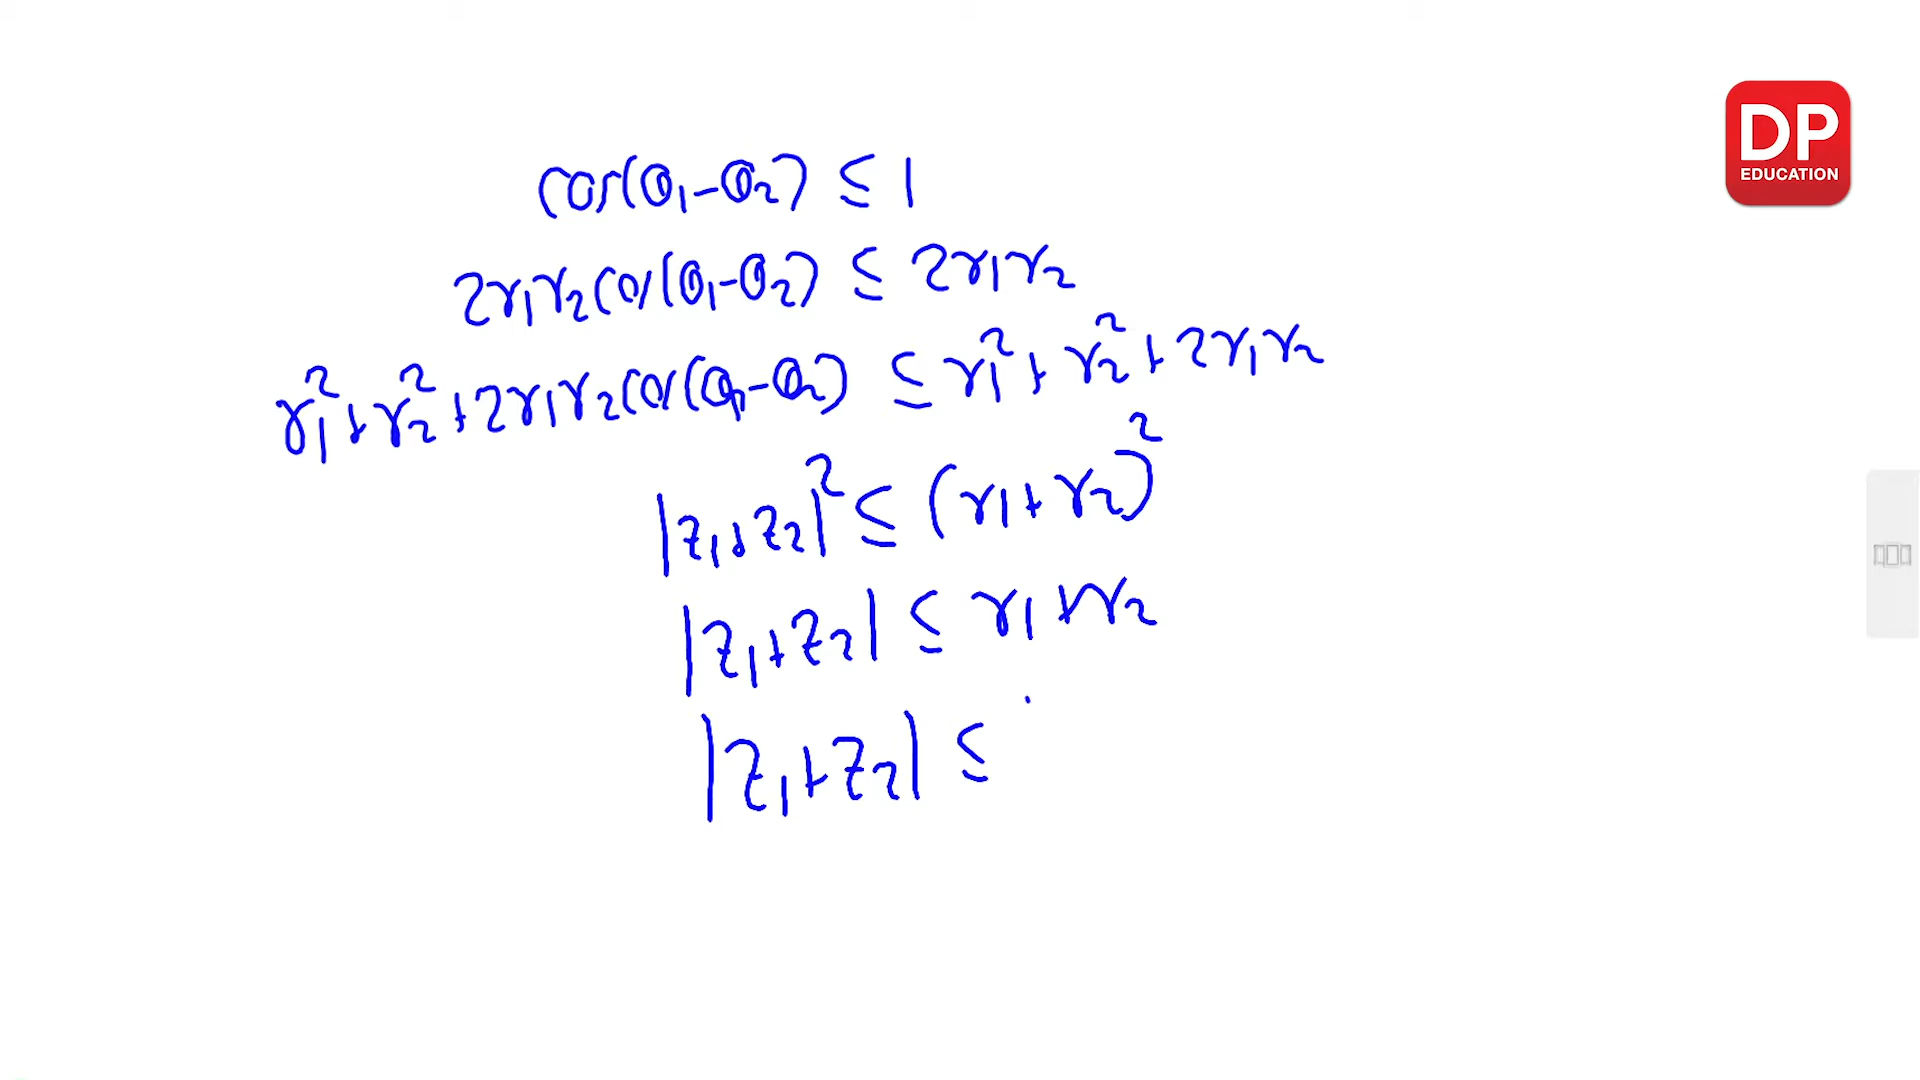 DP
EDUCATION
cos(θ₁-θ₂) ≤ 1
2r₁r₂cos(θ₁-θ₂) ≤ 2r₁r₂
r₁²+r₂²+2r₁r₂cos(θ₁-θ₂) ≤ r₁²+r₂²+2r₁r₂
|z₁+z₂|² ≤ (r₁+r₂)²
|z₁+z₂| ≤ r₁+r₂
|z₁+z₂| ≤